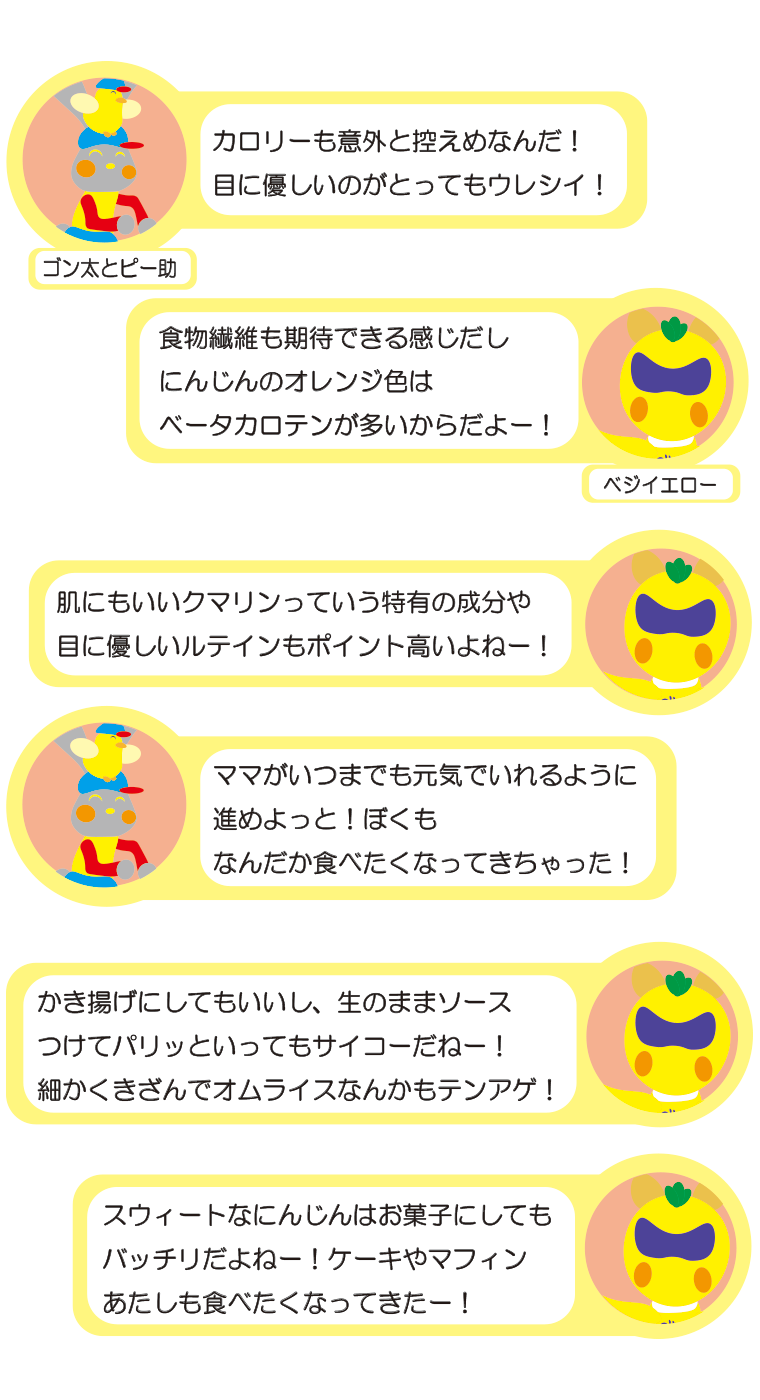 カロリーも意外と控えめなんだ！
目に優しいのがとってもウレシイ！
ゴン太とピー助
食物繊維も期待できる感じだし
にんじんのオレンジ色は
ベータカロテンが多いからだよー！
ベジイエロー
肌にもいいクマリンっていう特有の成分や
目に優しいルテインもポイント高いよねー！
ママがいつまでも元気でいれるように
進めよっと！ぼくも
なんだか食べたくなってきちゃった！
かき揚げにしてもいいし、生のままソース
つけてパリッといってもサイコーだねー！
細かくきざんでオムライスなんかもテンアゲ！
スウィートなにんじんはお菓子にしても
バッチリだよねー！ケーキやマフィン
あたしも食べたくなってきたー！